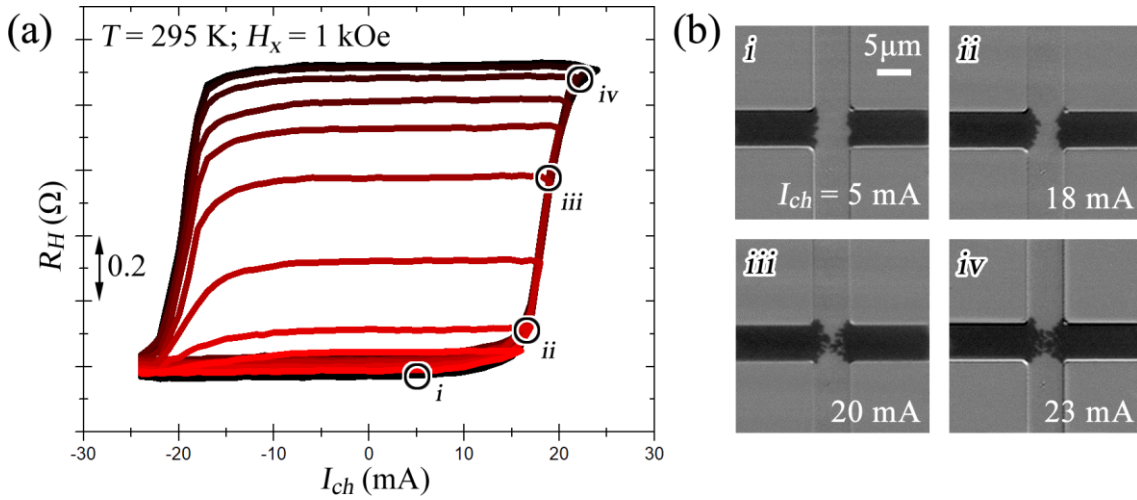 (a)
T = 295 K; Hx = 1 kOe
RH (Ω)
0.2
iv
iii
ii
i
-30 -20 -10 0 10 20 30
Ich (mA)
(b)
i
5μm
Ich = 5 mA
ii
18 mA
iii
20 mA
iv
23 mA